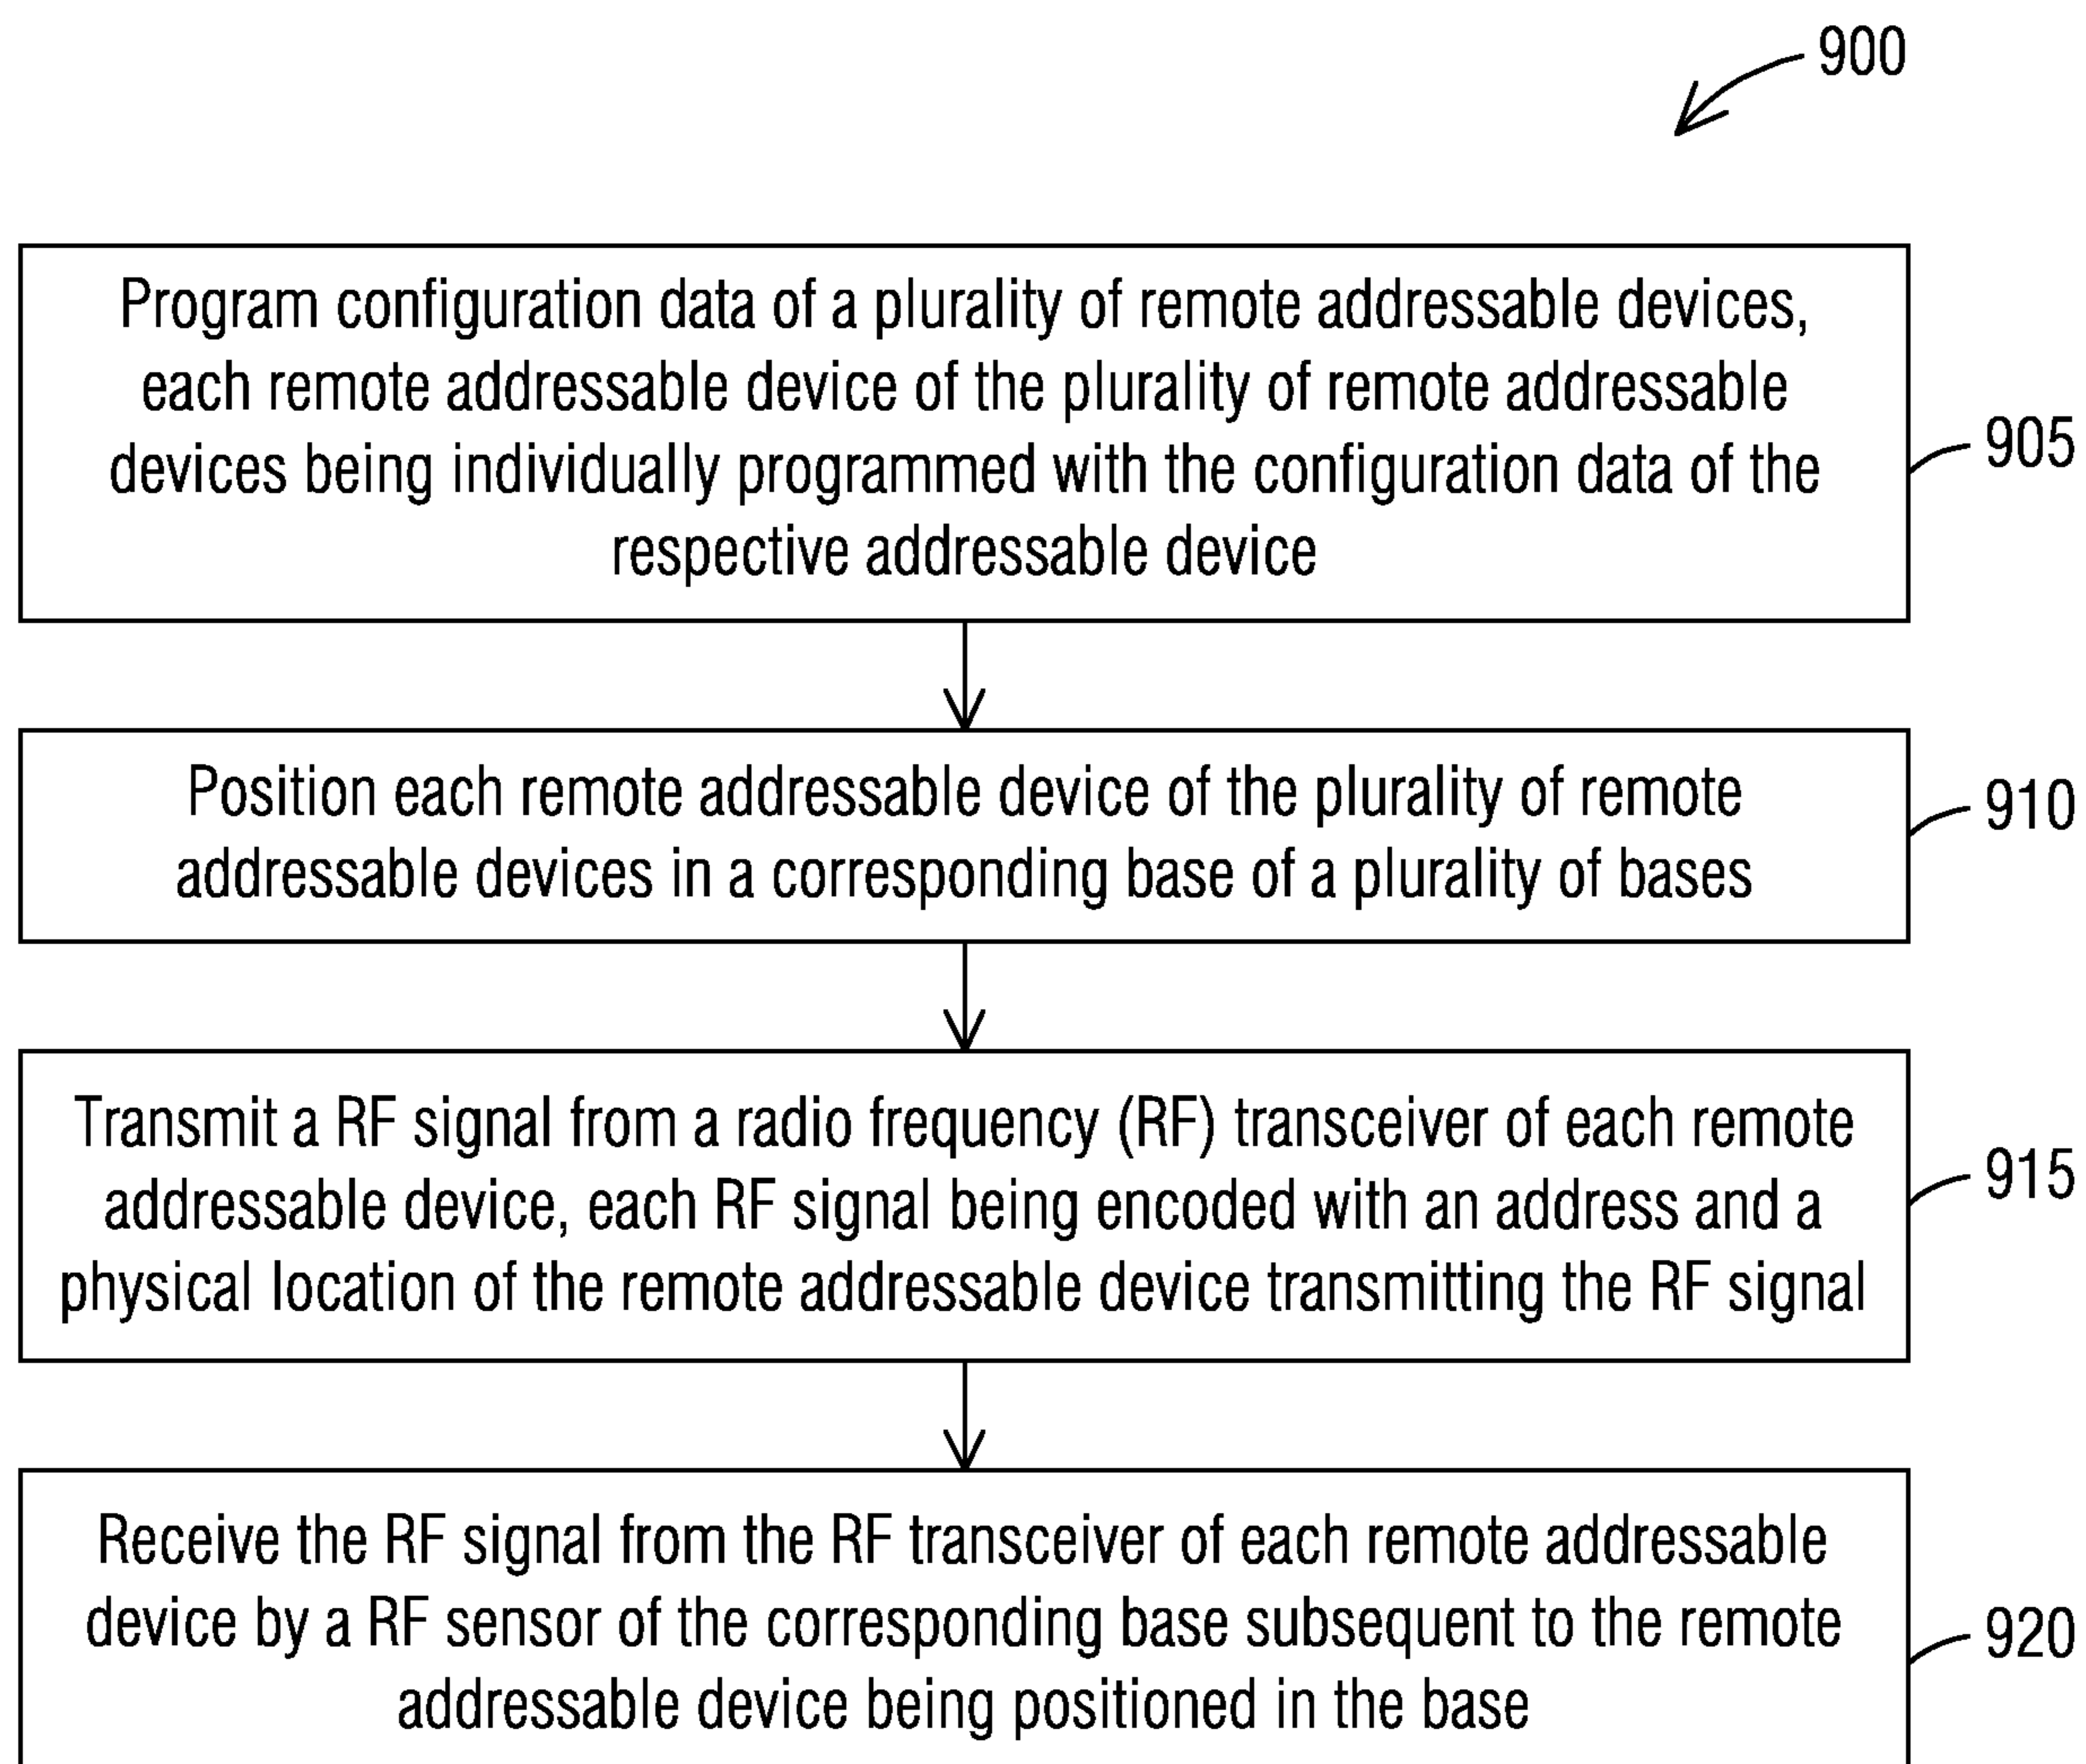 900
Program configuration data of a plurality of remote addressable devices,
each remote addressable device of the plurality of remote addressable
devices being individually programmed with the configuration data of the
respective addressable device
905
Position each remote addressable device of the plurality of remote
addressable devices in a corresponding base of a plurality of bases
910
Transmit a RF signal from a radio frequency (RF) transceiver of each remote
addressable device, each RF signal being encoded with an address and a
physical location of the remote addressable device transmitting the RF signal
915
Receive the RF signal from the RF transceiver of each remote addressable
device by a RF sensor of the corresponding base subsequent to the remote
addressable device being positioned in the base
920